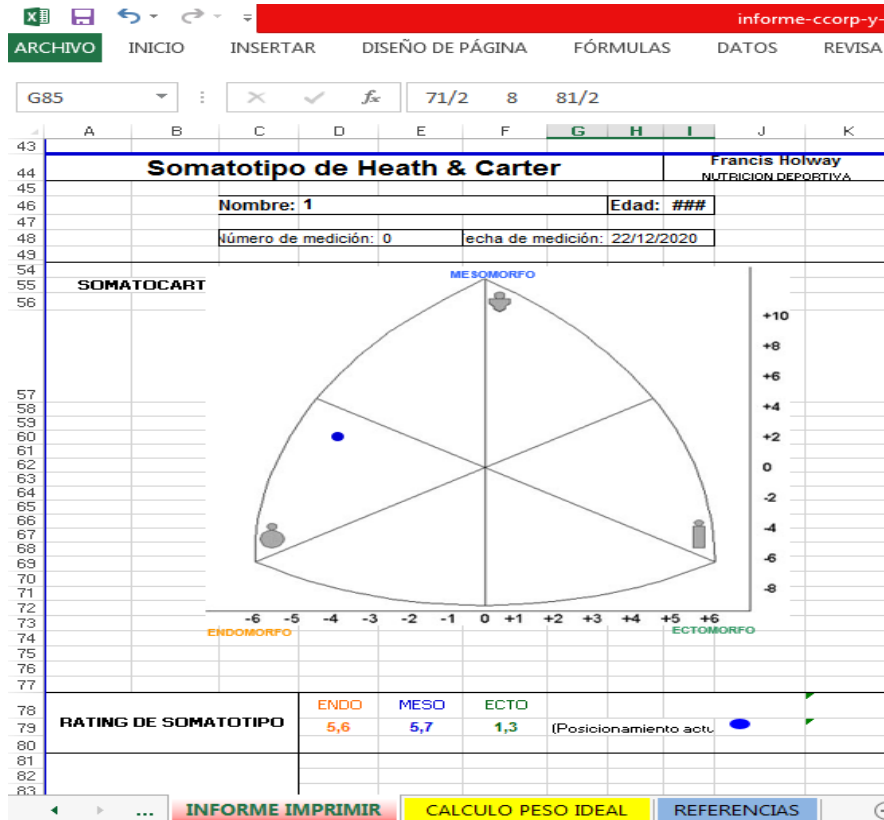 informe-ccorp-y-
ARCHIVO INICIO INSERTAR DISEÑO DE PÁGINA FÓRMULAS DATOS REVISA
G85 fx 71/2 8 81/2
A B C D E F G H I J K
43
44 Somatotipo de Heath & Carter Francis Holway
NUTRICION DEPORTIVA
45
46 Nombre: 1 Edad: ###
47
48 Número de medición: 0 fecha de medición: 22/12/2020
49
54 MESOMORFO
55 SOMATOCART
56
+10
+8
+6
57
58 +4
59
60 +2
61
62 0
63
64 -2
65
66
67 -4
68
69 -6
70
71 -8
72
73 -6 -5 -4 -3 -2 -1 0 +1 +2 +3 +4 +5 +6
ENDOMORFO ECTOMORFO
74
75
76
77
78 ENDO MESO ECTO
79 RATING DE SOMATOTIPO 5,6 5,7 1,3 (Posicionamiento actu
80
81
82
83
... INFORME IMPRIMIR CALCULO PESO IDEAL REFERENCIAS